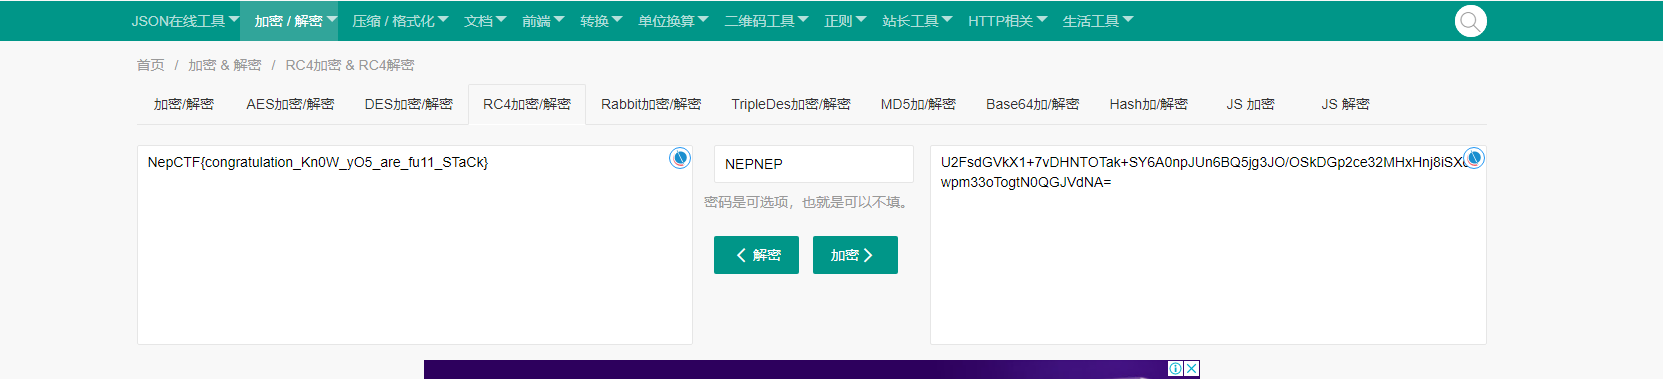 JSON在线工具 加密 / 解密 压缩 / 格式化 文档 前端 转换 单位换算 二维码工具 正则 站长工具 HTTP相关 生活工具
首页 / 加密 & 解密 / RC4加密 & RC4解密
加密/解密 AES加密/解密 DES加密/解密 RC4加密/解密 Rabbit加密/解密 TripleDes加密/解密 MD5加/解密 Base64加/解密 Hash加/解密 JS 加密 JS 解密
NepCTF{congratulation_Kn0W_yO5_are_fu11_STaCk}
NEPNEP
密码是可选项，也就是可以不填。
解密 加密
U2FsdGVkX1+7vDHNTOTak+SY6A0npJUn6BQ5jg3JO/OSkDGp2ce32MHxHnj8iSX
wpm33oTogtN0QGJVdNA=